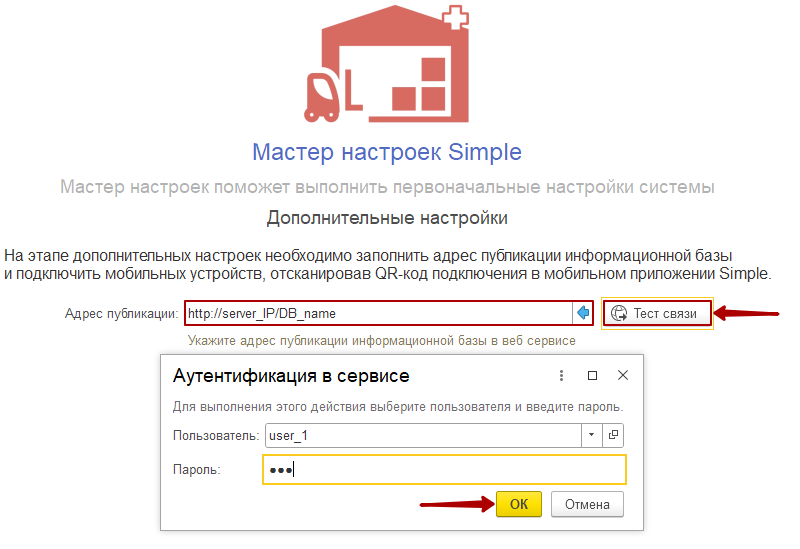 Мастер настроек Simple
Мастер настроек поможет выполнить первоначальные настройки системы
Дополнительные настройки
На этапе дополнительных настроек необходимо заполнить адрес публикации информационной базы
и подключить мобильных устройств, отсканировав QR-код подключения в мобильном приложении Simple.
Адрес публикации: http://server_IP/DB_name Тест связи
Укажите адрес публикации информационной базы в веб сервисе
Аутентификация в сервисе
Для выполнения этого действия выберите пользователя и введите пароль.
Пользователь: user_1
Пароль: ●●●
ОК Отмена